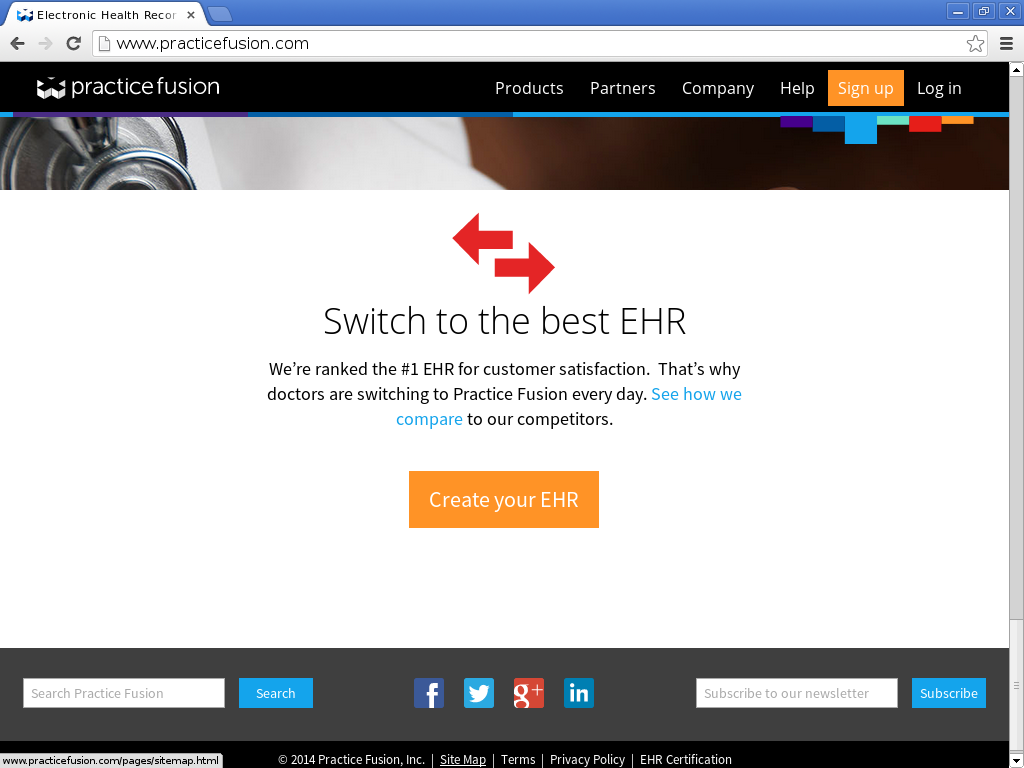 Electronic Health Recor
www.practicefusion.com
practice fusion
Products Partners Company Help Sign up Log in
Switch to the best EHR
We're ranked the #1 EHR for customer satisfaction. That's why
doctors are switching to Practice Fusion every day. See how we
compare to our competitors.
Create your EHR
Search Practice Fusion Search Subscribe to our newsletter Subscribe
www.practicefusion.com/pages/sitemap.html
© 2014 Practice Fusion, Inc. | Site Map | Terms | Privacy Policy | EHR Certification